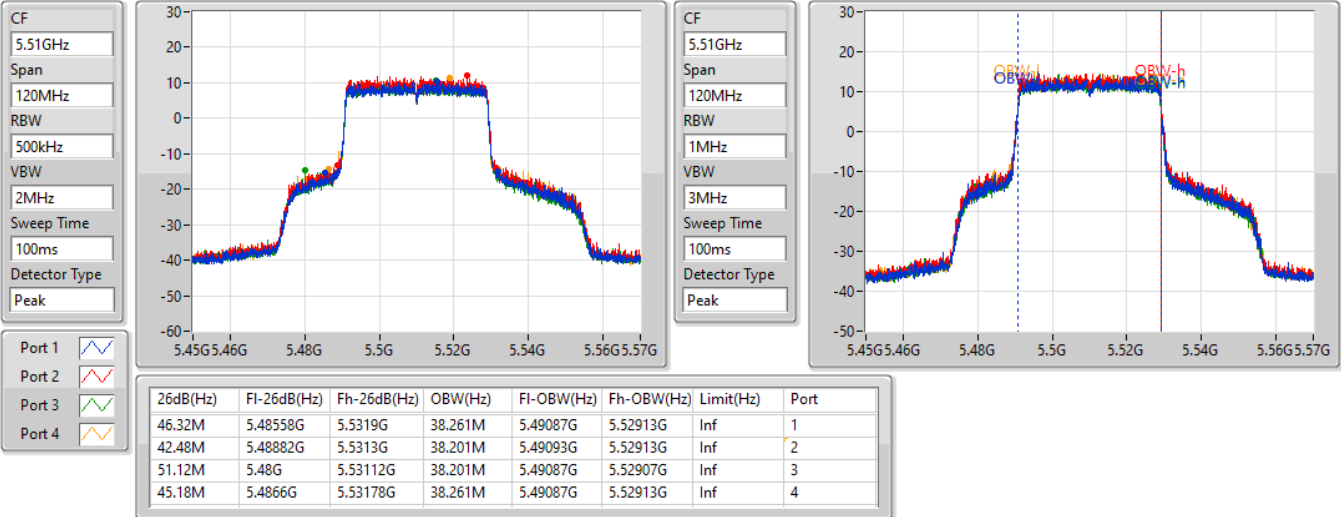 CF
5.51GHz
Span
120MHz
RBW
500kHz
VBW
2MHz
Sweep Time
100ms
Detector Type
Peak
30
20
10
0
-10
-20
-30
-40
-50
-60
5.45G 5.46G 5.48G 5.5G 5.52G 5.54G 5.56G 5.57G
CF
5.51GHz
Span
120MHz
RBW
1MHz
VBW
3MHz
Sweep Time
100ms
Detector Type
Peak
30
20
10
0
-10
-20
-30
-40
-50
OBW-h
OBW-h
5.45G 5.46G 5.48G 5.5G 5.52G 5.54G 5.56G 5.57G
Port 1
Port 2
Port 3
Port 4
26dB(Hz) Fl-26dB(Hz) Fh-26dB(Hz) OBW(Hz) Fl-OBW(Hz) Fh-OBW(Hz) Limit(Hz) Port
46.32M 5.48558G 5.5319G 38.261M 5.49087G 5.52913G Inf 1
42.48M 5.48882G 5.5313G 38.201M 5.49093G 5.52913G Inf 2
51.12M 5.48G 5.53112G 38.201M 5.49087G 5.52907G Inf 3
45.18M 5.4866G 5.53178G 38.261M 5.49087G 5.52913G Inf 4